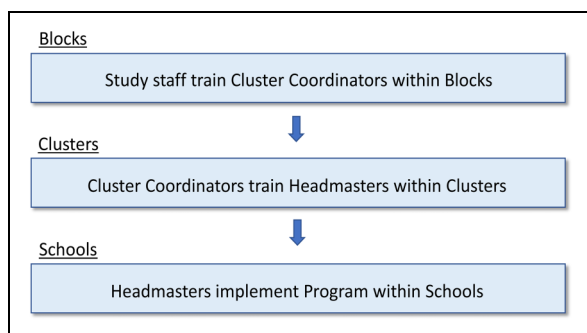 Blocks
Study staff train Cluster Coordinators within Blocks
Clusters
Cluster Coordinators train Headmasters within Clusters
Schools
Headmasters implement Program within Schools